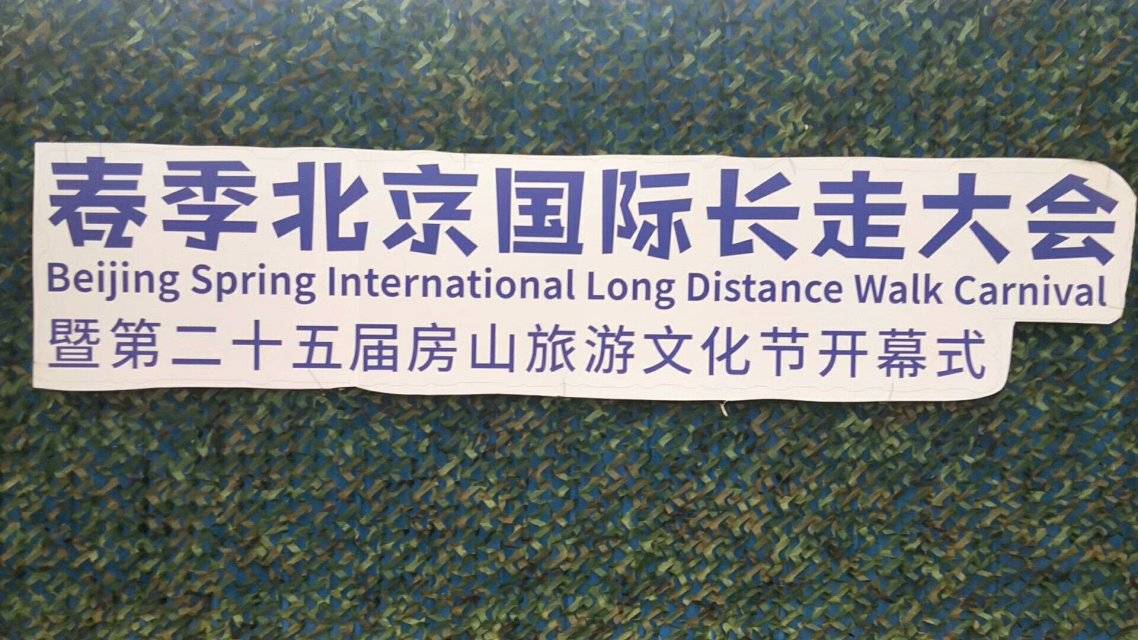 春季北京国际长走大会
Beijing Spring International Long Distance Walk Carnival
暨第二十五届房山旅游文化节开幕式